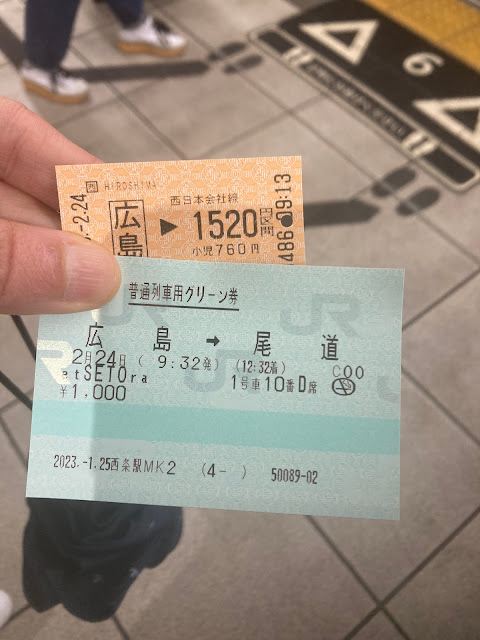 .-2.24
広 HIROSHIMA
西日本会社線
広島 ▶ 1520円区間
小児 760円
486●09:13
普通列車用グリーン券
広 島 → 尾 道
2月24日 ( 9:32発) (12:32着) C00
etSETOra 1号車10番D席
¥1,000
2023.-1.25西条駅MK2 (4- ) 50089-02
JR
6